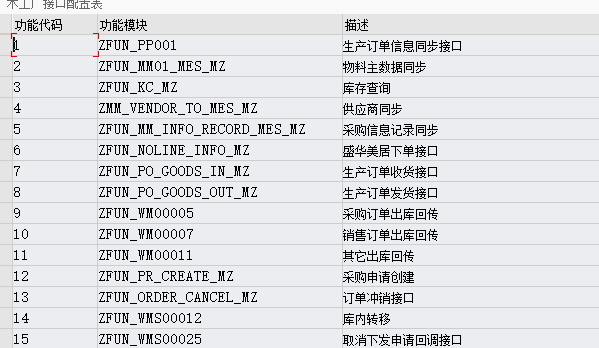 木工厂接口配置表
功能代码 功能模块 描述
1 ZFUN_PP001 生产订单信息同步接口
2 ZFUN_MM01_MES_MZ 物料主数据同步
3 ZFUN_KC_MZ 库存查询
4 ZMM_VENDOR_TO_MES_MZ 供应商同步
5 ZFUN_MM_INFO_RECORD_MES_MZ 采购信息记录同步
6 ZFUN_NOLINE_INFO_MZ 盛华美居下单接口
7 ZFUN_PO_GOODS_IN_MZ 生产订单收货接口
8 ZFUN_PO_GOODS_OUT_MZ 生产订单发货接口
9 ZFUN_WM00005 采购订单出库回传
10 ZFUN_WM00007 销售订单出库回传
11 ZFUN_WM00011 其它出库回传
12 ZFUN_PR_CREATE_MZ 采购申请创建
13 ZFUN_ORDER_CANCEL_MZ 订单冲销接口
14 ZFUN_WMS00012 库内转移
15 ZFUN_WMS00025 取消下发申请回调接口